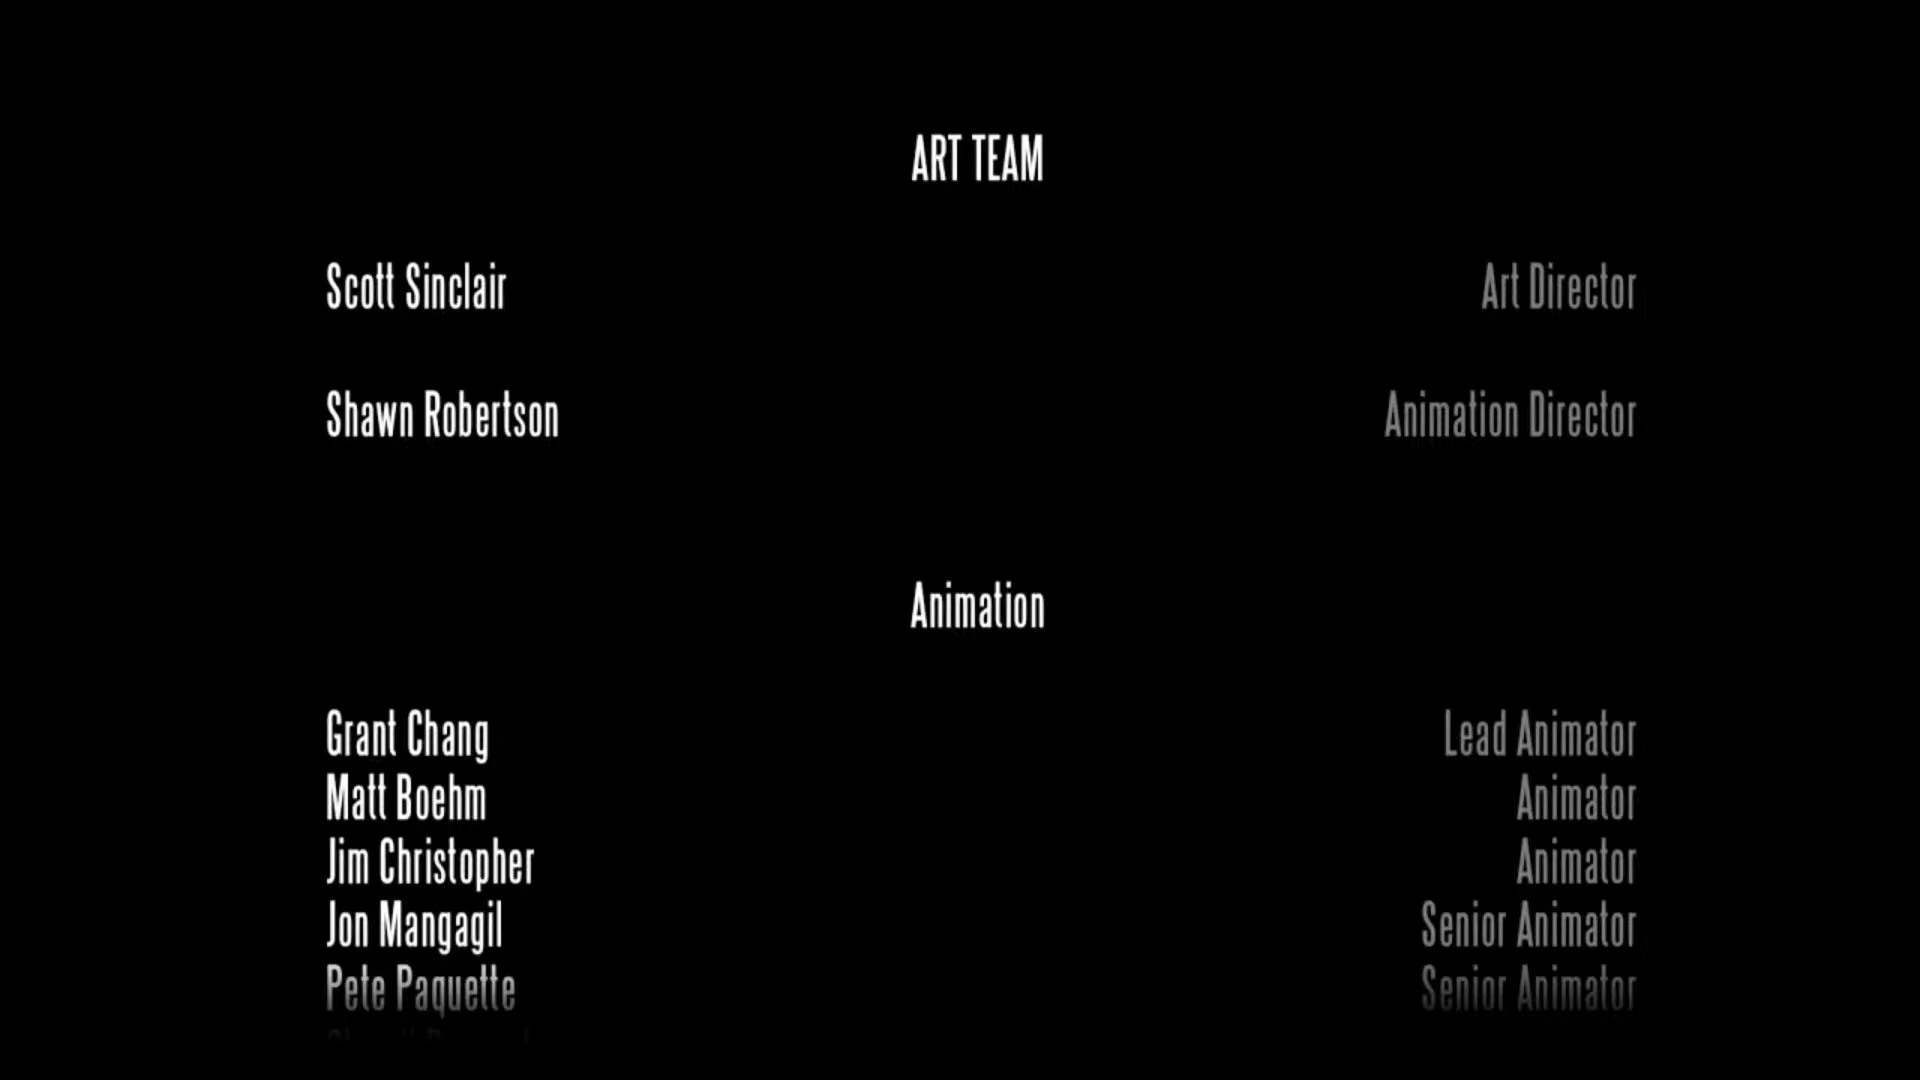 ART TEAM
Scott Sinclair Art Director
Shawn Robertson Animation Director
Animation
Grant Chang Lead Animator
Matt Boehm Animator
Jim Christopher Animator
Jon Mangagil Senior Animator
Pete Paquette Senior Animator